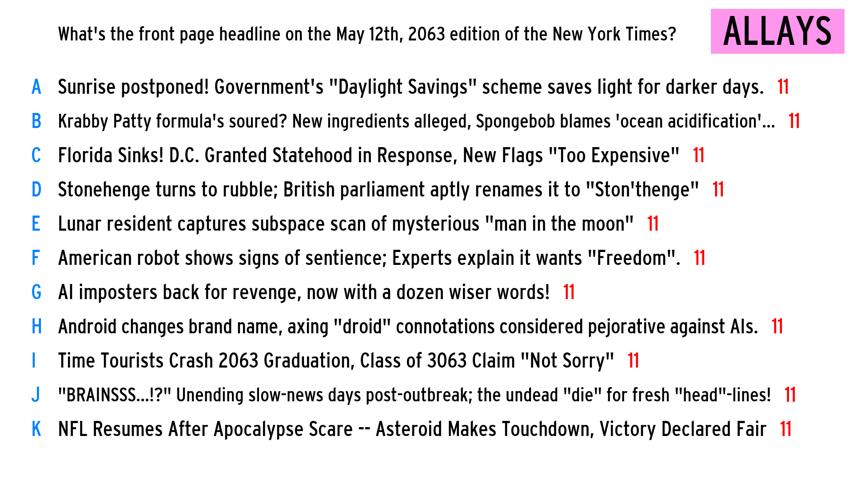 What's the front page headline on the May 12th, 2063 edition of the New York Times? ALLAYS
A Sunrise postponed! Government's "Daylight Savings" scheme saves light for darker days. 11
B Krabby Patty formula's soured? New ingredients alleged, Spongebob blames 'ocean acidification'... 11
C Florida Sinks! D.C. Granted Statehood in Response, New Flags "Too Expensive" 11
D Stonehenge turns to rubble; British parliament aptly renames it to "Ston'thenge" 11
E Lunar resident captures subspace scan of mysterious "man in the moon" 11
F American robot shows signs of sentience; Experts explain it wants "Freedom". 11
G AI imposters back for revenge, now with a dozen wiser words! 11
H Android changes brand name, axing "droid" connotations considered pejorative against AIs. 11
I Time Tourists Crash 2063 Graduation, Class of 3063 Claim "Not Sorry" 11
J "BRAINSSS...!?" Unending slow-news days post-outbreak; the undead "die" for fresh "head"-lines! 11
K NFL Resumes After Apocalypse Scare -- Asteroid Makes Touchdown, Victory Declared Fair 11